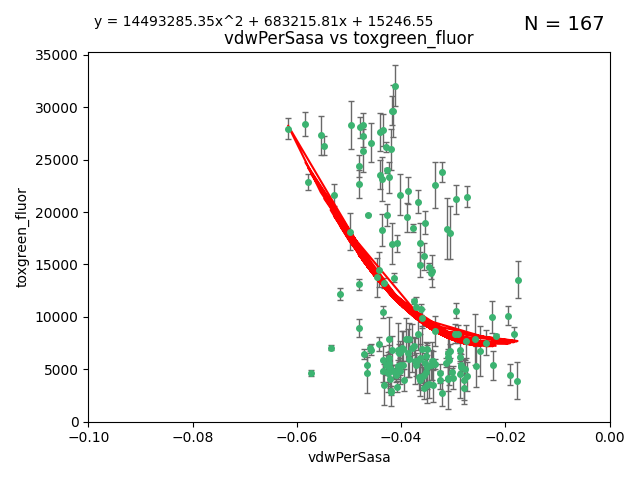 y = 14493285.35x^2 + 683215.81x + 15246.55
N = 167
vdwPerSasa vs toxgreen_fluor
toxgreen_fluor
35000
30000
25000
20000
15000
10000
5000
0
−0.10
−0.08
−0.06
−0.04
−0.02
0.00
vdwPerSasa